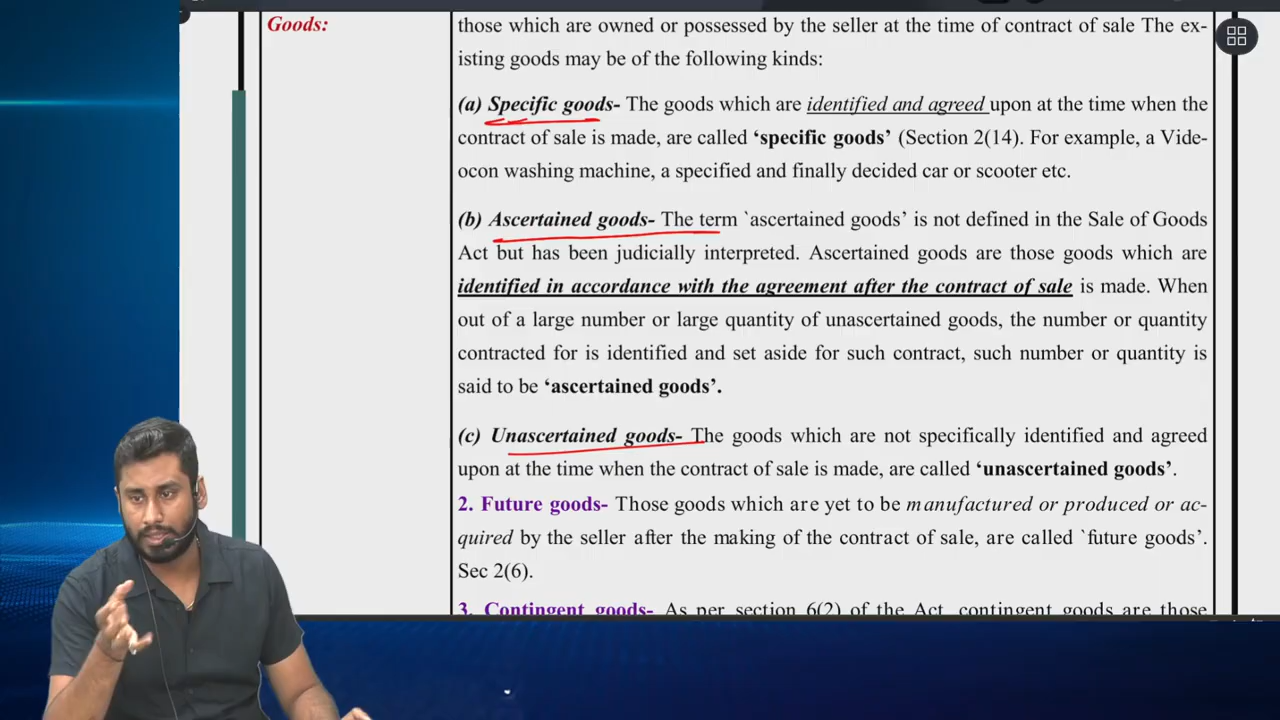 Goods:
those which are owned or possessed by the seller at the time of contract of sale The ex-
isting goods may be of the following kinds:
(a) Specific goods- The goods which are identified and agreed upon at the time when the
contract of sale is made, are called ‘specific goods’ (Section 2(14). For example, a Vide-
ocon washing machine, a specified and finally decided car or scooter etc.
(b) Ascertained goods- The term `ascertained goods’ is not defined in the Sale of Goods
Act but has been judicially interpreted. Ascertained goods are those goods which are
identified in accordance with the agreement after the contract of sale is made. When
out of a large number or large quantity of unascertained goods, the number or quantity
contracted for is identified and set aside for such contract, such number or quantity is
said to be ‘ascertained goods’.
(c) Unascertained goods- The goods which are not specifically identified and agreed
upon at the time when the contract of sale is made, are called ‘unascertained goods’.
2. Future goods- Those goods which are yet to be manufactured or produced or ac-
quired by the seller after the making of the contract of sale, are called `future goods’.
Sec 2(6).
3. Contingent goods- As per section 6(2) of the Act, contingent goods are those